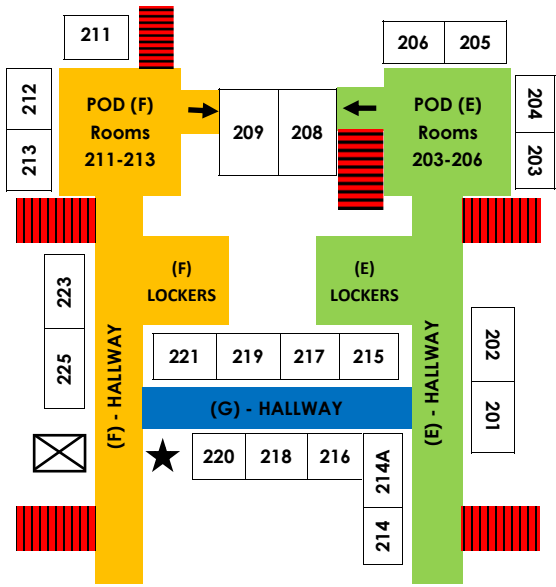 211
206
205
212
213
POD (F)
Rooms
211-213
209
208
POD (E)
Rooms
203-206
204
203
(F)
LOCKERS
(E)
LOCKERS
223
225
(F) - HALLWAY
221
219
217
215
(E) - HALLWAY
202
201
(G) - HALLWAY
220
218
216
214A
214